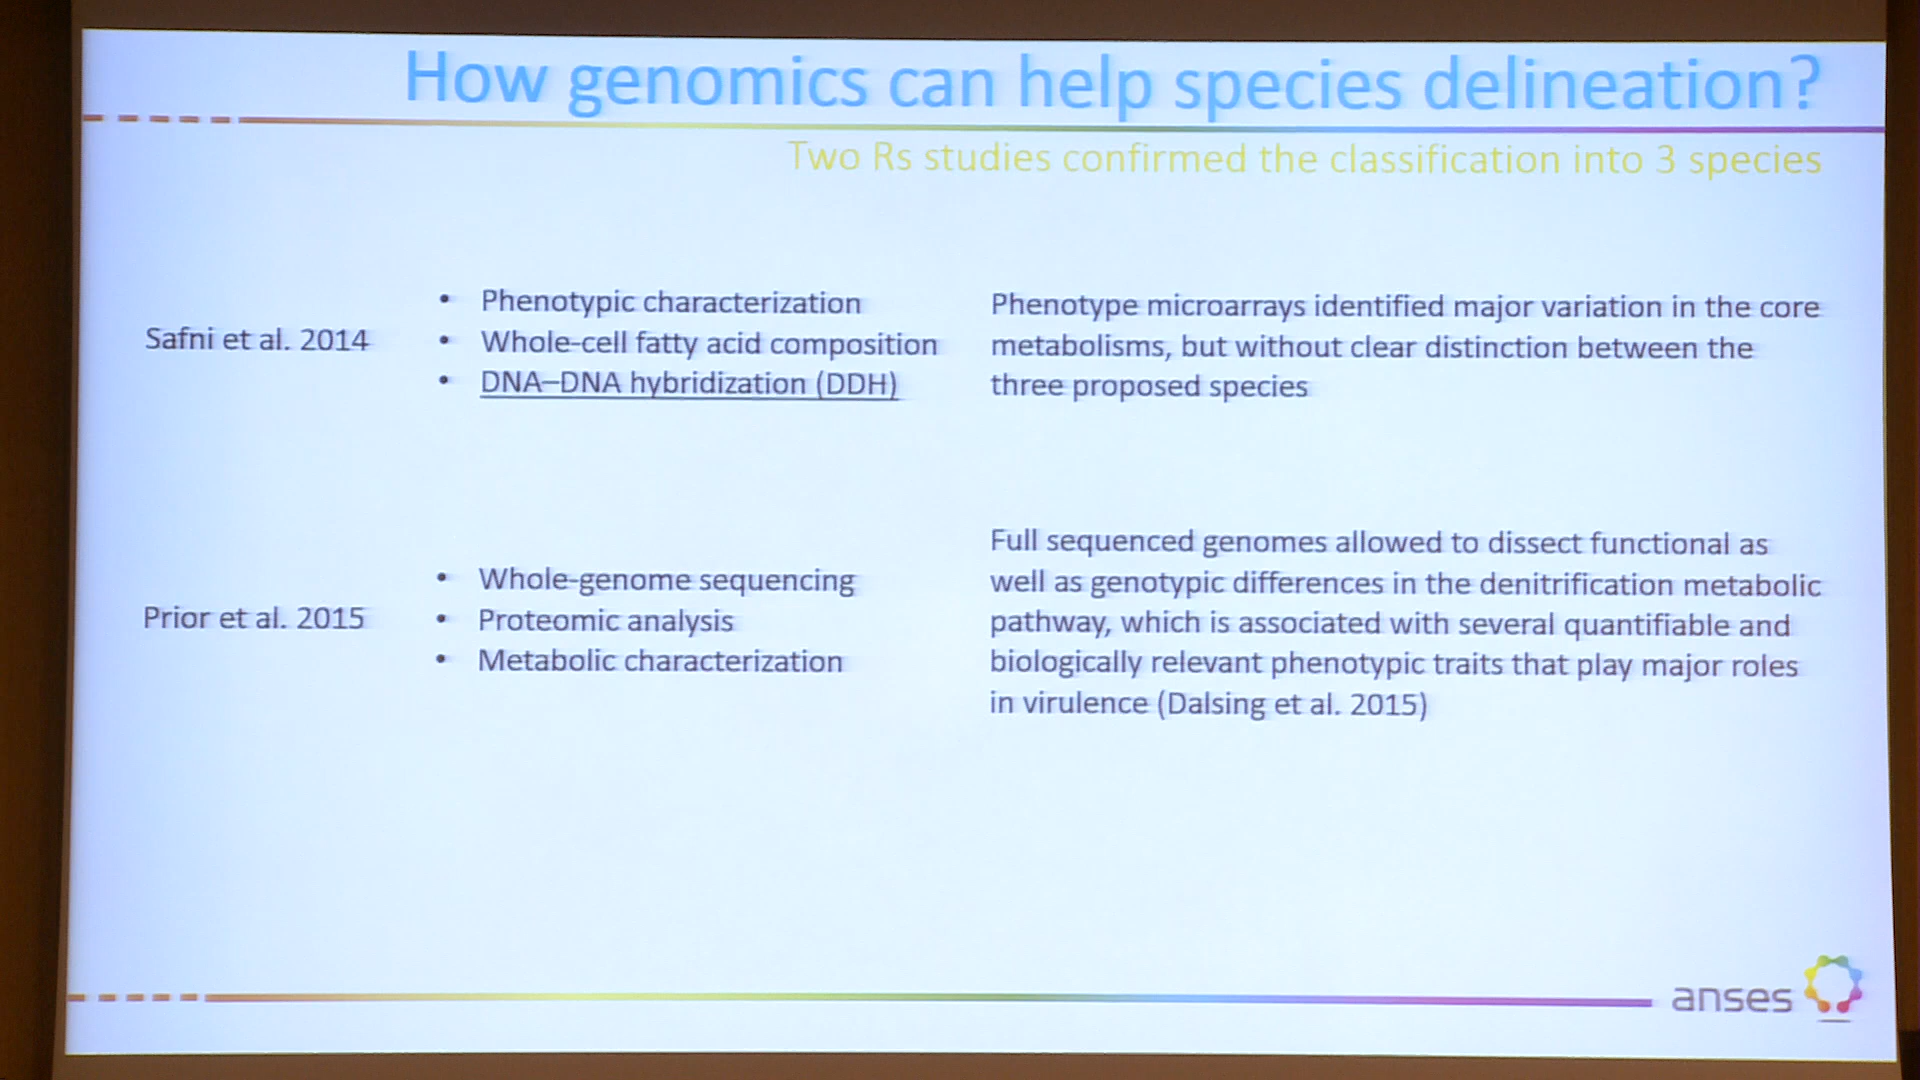 How genomics can help species delineation?
Two Rs studies confirmed the classification into 3 species
Safni et al. 2014
• Phenotypic characterization
• Whole-cell fatty acid composition
• DNA–DNA hybridization (DDH)
Phenotype microarrays identified major variation in the core
metabolisms, but without clear distinction between the
three proposed species
Prior et al. 2015
• Whole-genome sequencing
• Proteomic analysis
• Metabolic characterization
Full sequenced genomes allowed to dissect functional as
well as genotypic differences in the denitrification metabolic
pathway, which is associated with several quantifiable and
biologically relevant phenotypic traits that play major roles
in virulence (Dalsing et al. 2015)
anses